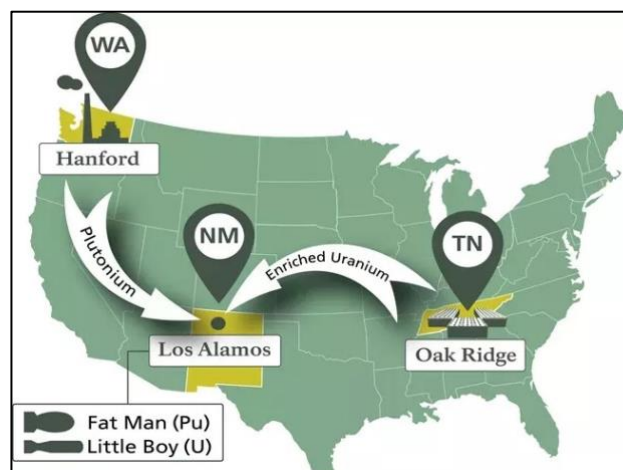 WA
Hanford
Plutonium
NM
Los Alamos
Enriched Uranium
TN
Oak Ridge
Fat Man (Pu)
Little Boy (U)